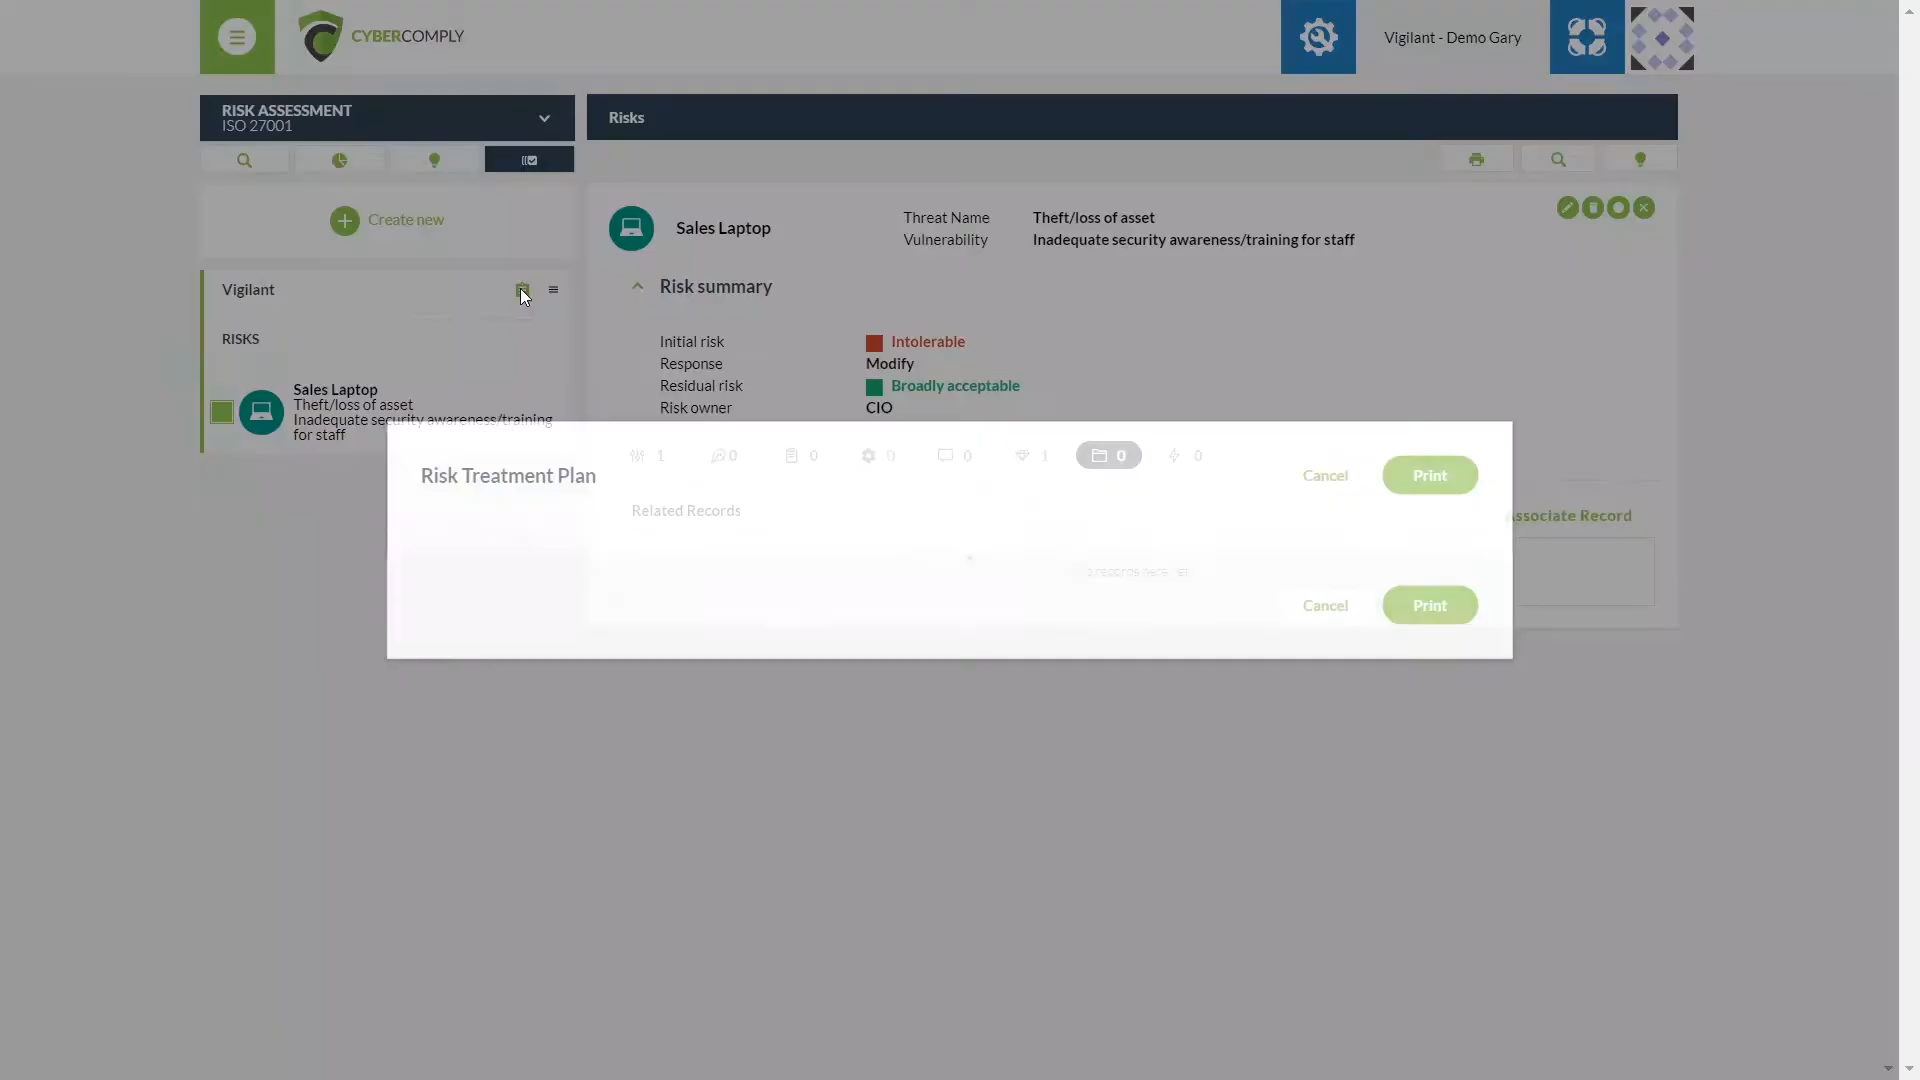 CYBERCOMPLY
Vigilant - Demo Gary
RISK ASSESSMENT
ISO 27001
Risks
Create new
Vigilant
RISKS
Sales Laptop
Theft/loss of asset
Inadequate security awareness/training
for staff
Sales Laptop
Threat Name
Theft/loss of asset
Vulnerability
Inadequate security awareness/training for staff
Risk summary
Initial risk
Intolerable
Response
Modify
Residual risk
Broadly acceptable
Risk owner
CIO
1 0 0 0 0 1 0 0
Risk Treatment Plan
Cancel
Print
Related Records
Associate Record
Cancel
Print